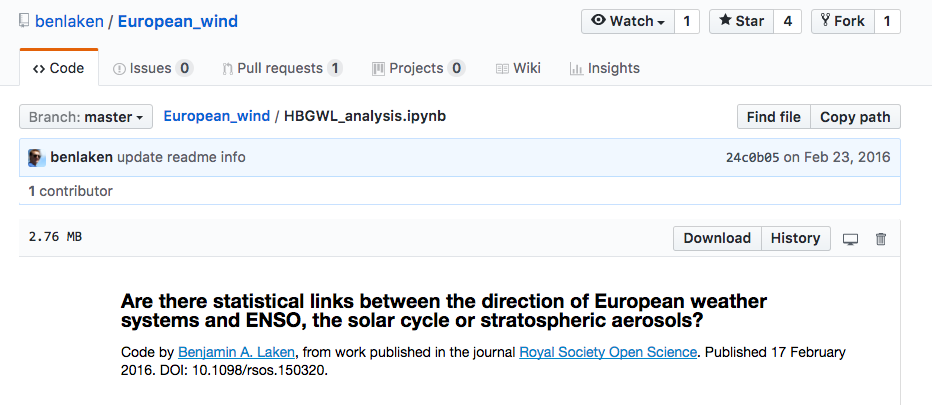 benlaken / European_wind Watch 1 Star 4 Fork 1
Code Issues 0 Pull requests 1 Projects 0 Wiki Insights
Branch: master European_wind / HBGWL_analysis.ipynb Find file Copy path
benlaken update readme info 24c0b05 on Feb 23, 2016
1 contributor
2.76 MB Download History
Are there statistical links between the direction of European weather
systems and ENSO, the solar cycle or stratospheric aerosols?
Code by Benjamin A. Laken, from work published in the journal Royal Society Open Science. Published 17 February
2016. DOI: 10.1098/rsos.150320.